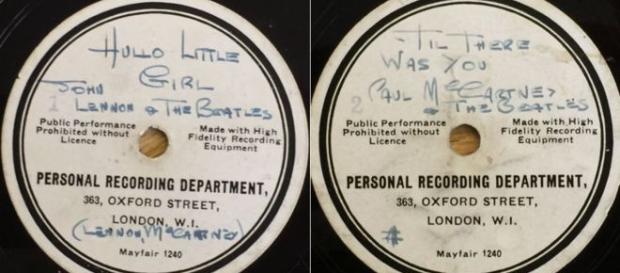 HULLO LITTLE
GIRL
JOHN
1 LENNON & THE BEATLES
Public Performance
Prohibited without
Licence
Made with High
Fidelity Recording
Equipment
PERSONAL RECORDING DEPARTMENT,
363, OXFORD STREET,
LONDON, W.I.
(LENNON, McCARTNEY)
Mayfair 1240
'TIL THERE
WAS YOU
PAUL McCARTNEY
2 & THE BEATLES
Public Performance
Prohibited without
Licence
Made with High
Fidelity Recording
Equipment
PERSONAL RECORDING DEPARTMENT,
363, OXFORD STREET,
LONDON, W.I.
Mayfair 1240